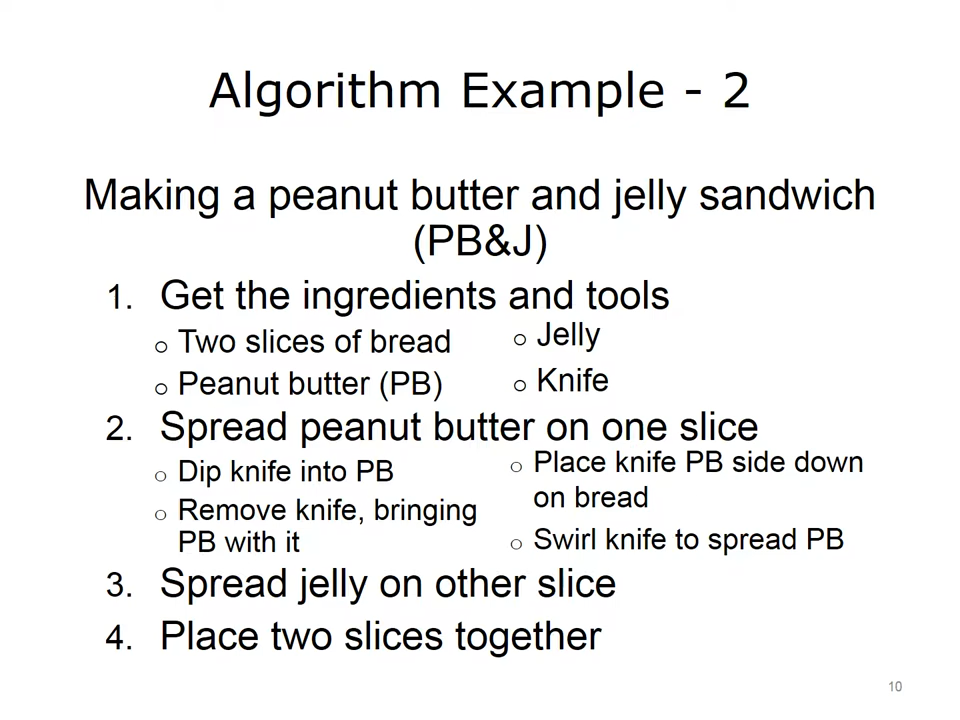 Algorithm Example - 2
Making a peanut butter and jelly sandwich
(PB&J)
1. Get the ingredients and tools
o Two slices of bread
o Peanut butter (PB)
o Jelly
o Knife
2. Spread peanut butter on one slice
o Dip knife into PB
o Remove knife, bringing
PB with it
o Place knife PB side down
on bread
o Swirl knife to spread PB
3. Spread jelly on other slice
4. Place two slices together
10